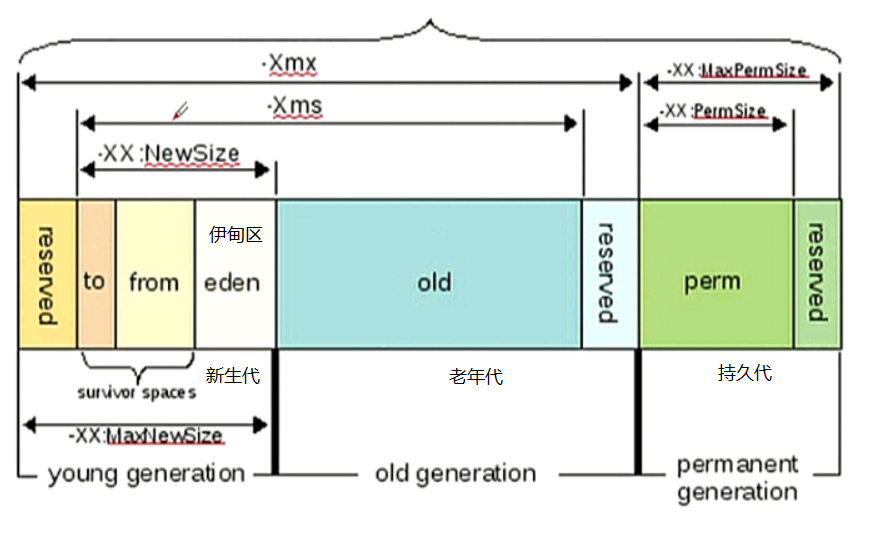 -Xmx
-XX:MaxPermSize
-Xms
-XX:PermSize
-XX:NewSize
reserved
to
from
伊甸区
eden
old
reserved
perm
reserved
survivor spaces
新生代
老年代
持久代
-XX:MaxNewSize
young generation
old generation
permanent
generation